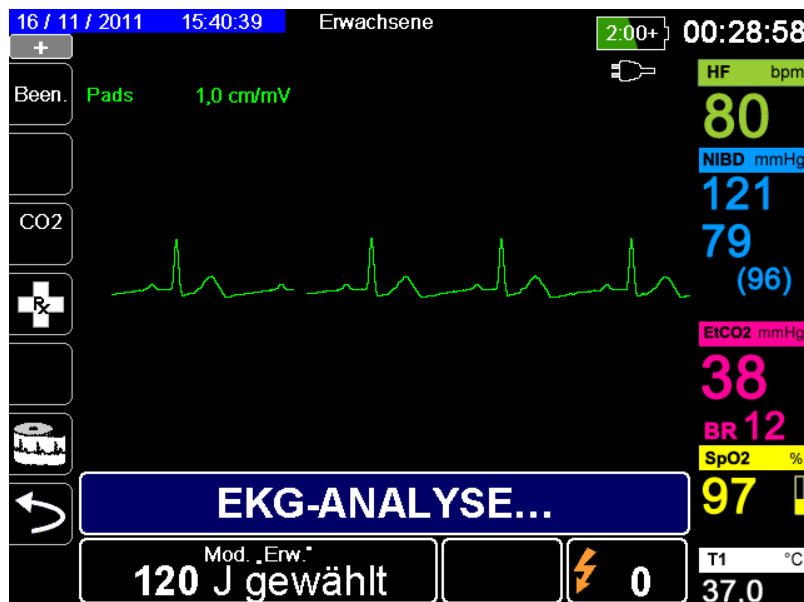 16 / 11 / 2011 15:40:39 Erwachsene 2:00+ 00:28:58
+
Been.
Pads 1,0 cm/mV
CO2
Rx
HF bpm
80
NIBD mmHg
121
79
(96)
EtCO2 mmHg
38
BR 12
SpO2 %
97
T1 °C
37.0
EKG-ANALYSE...
Mod. „Erw.“
120 J gewählt
0